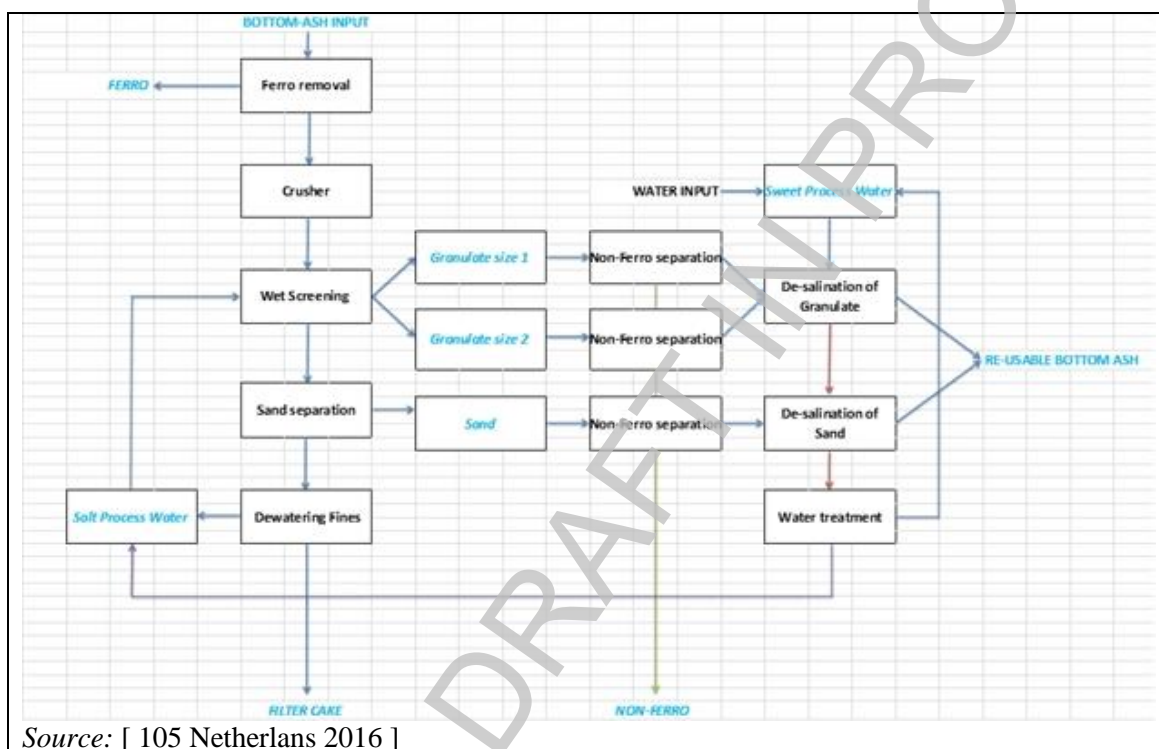 BOTTOM-ASH INPUT
FERRO
Ferro removal
Crusher
WATER INPUT
Sweet Process Water
Granulate size 1
Non-Ferro separation
Wet Screening
De-salination of
Granulate
Granulate size 2
Non-Ferro separation
RE-USABLE BOTTOM ASH
Sand separation
Sand
Non-Ferro separation
De-salination of
Sand
Salt Process Water
Dewatering Fines
Water treatment
FILTER CAKE
NON-FERRO
DRAFT IN PRO
Source: [ 105 Netherlans 2016 ]